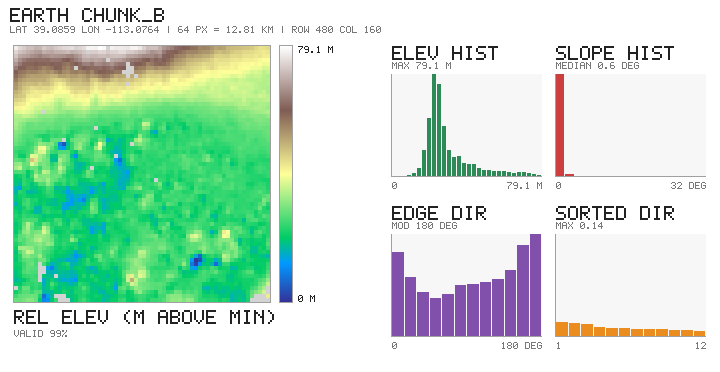 EARTH CHUNK_B
LAT 39.0859 LON -113.0764 | 64 PX = 12.81 KM | ROW 480 COL 160
79.1 M
0 M
REL ELEV (M ABOVE MIN)
VALID 99%
ELEV HIST
MAX 79.1 M
0 79.1 M
SLOPE HIST
MEDIAN 0.6 DEG
0 32 DEG
EDGE DIR
MOD 180 DEG
0 180 DEG
SORTED DIR
MAX 0.14
1 12